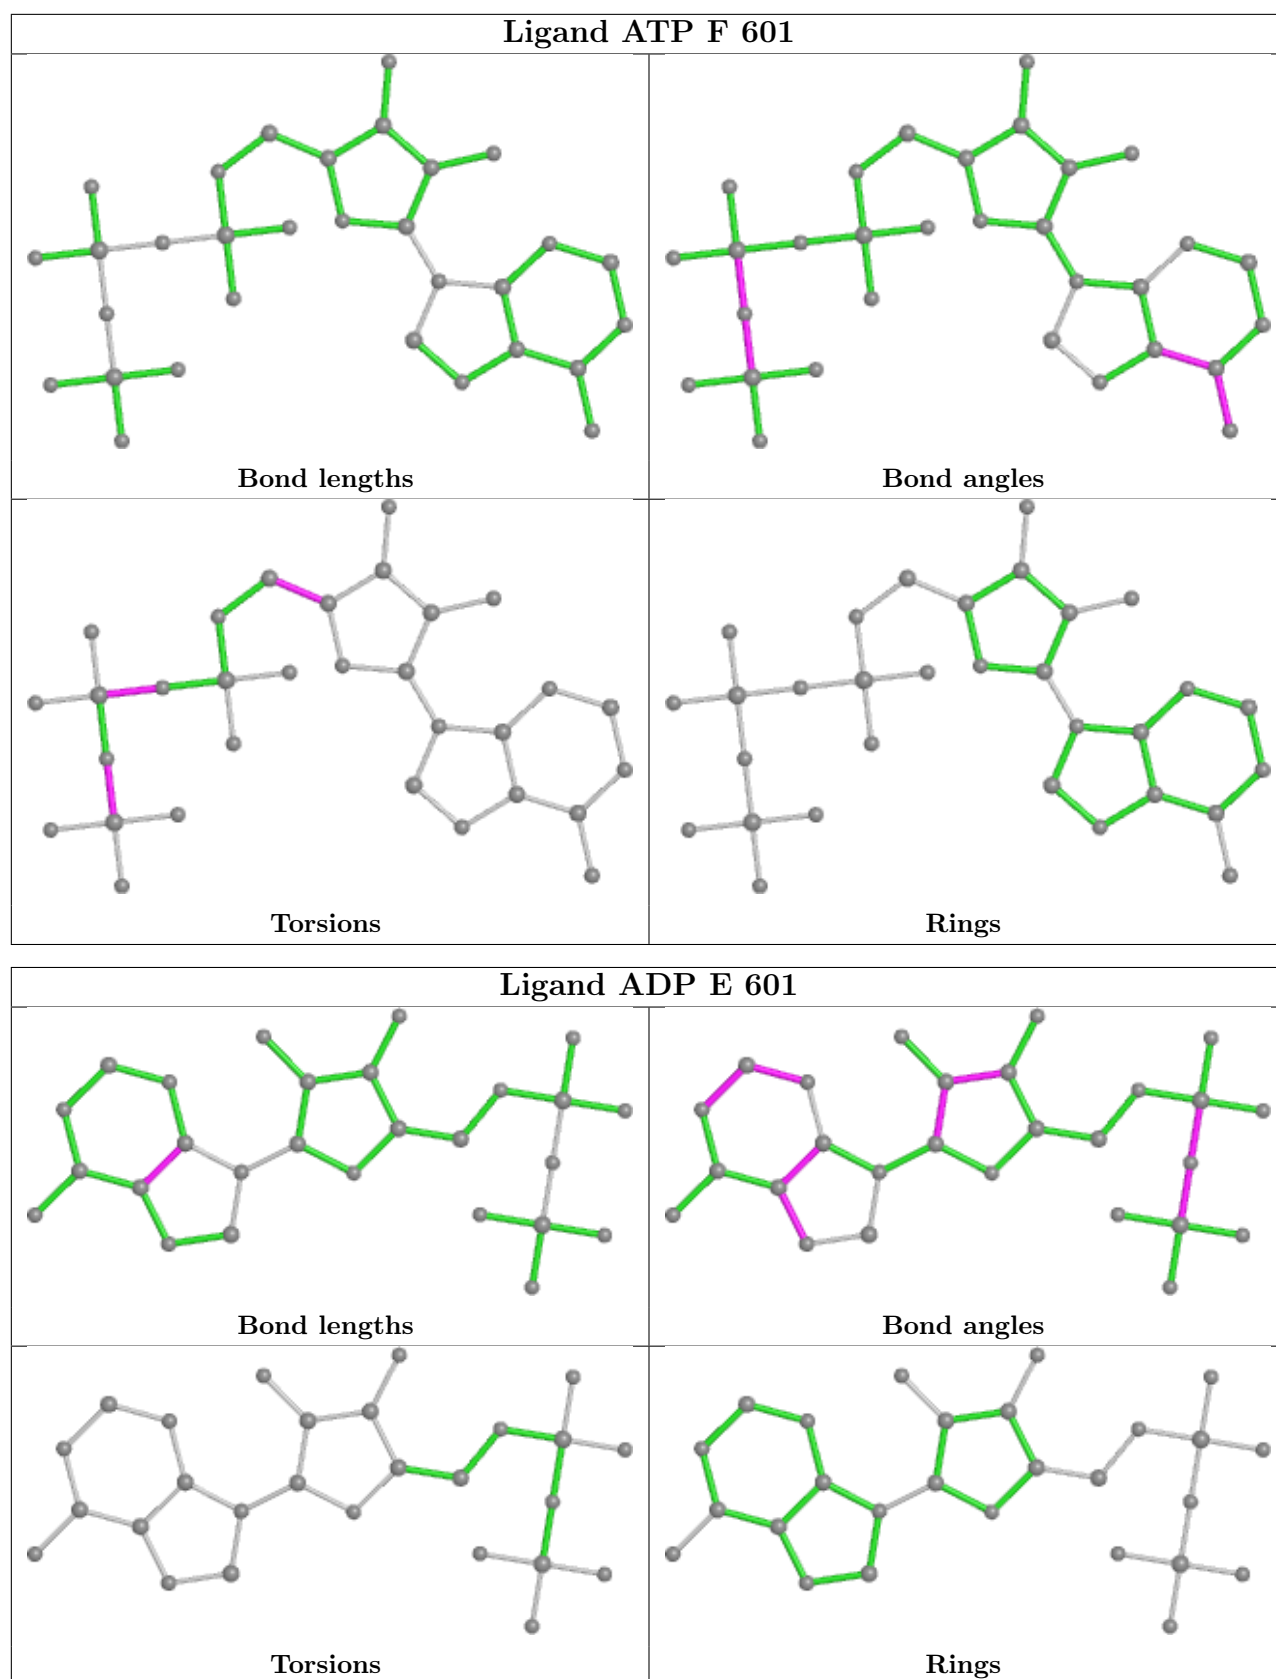 Ligand ATP F 601
Bond lengths
Bond angles
Torsions
Rings
Ligand ADP E 601
Bond lengths
Bond angles
Torsions
Rings